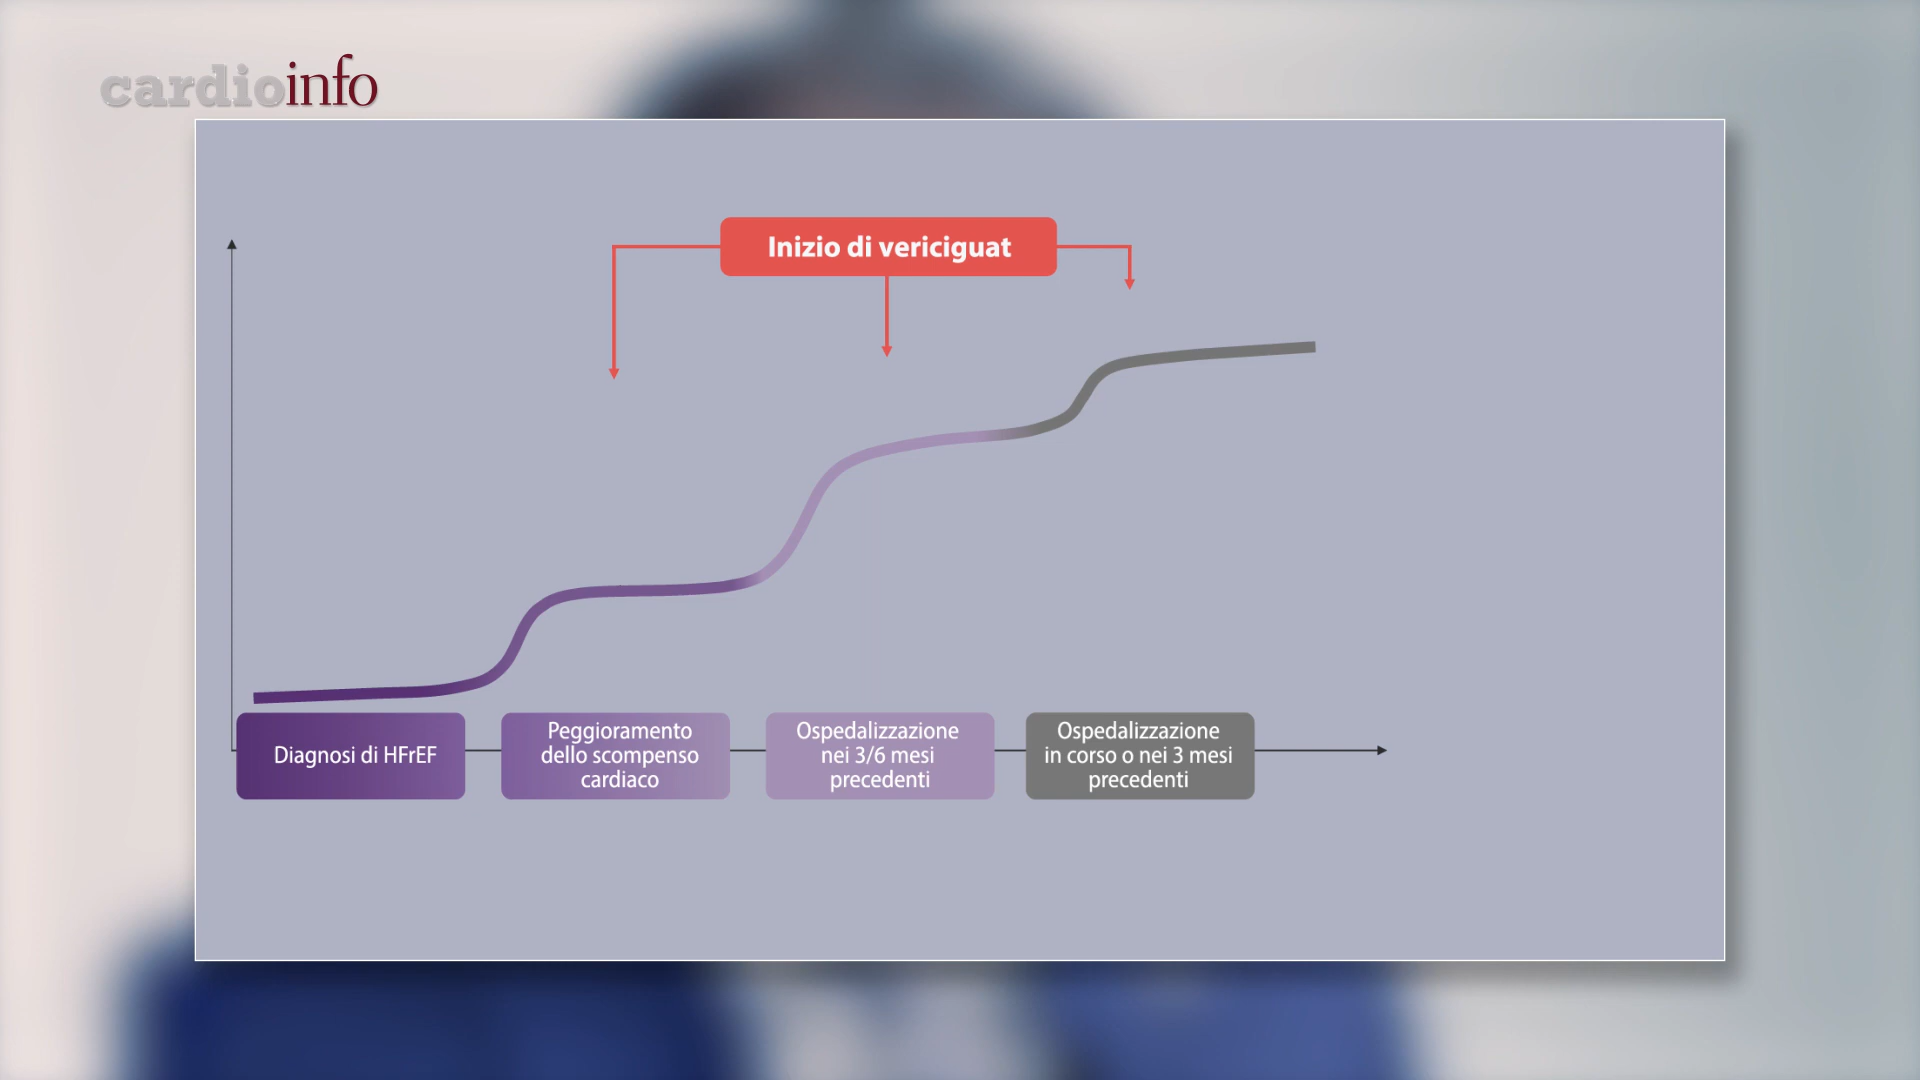 cardioinfo
Inizio di vericiguat
Diagnosi di HFrEF
Peggioramento
dello scompenso
cardiaco
Ospedalizzazione
nei 3/6 mesi
precedenti
Ospedalizzazione
in corso o nei 3 mesi
precedenti